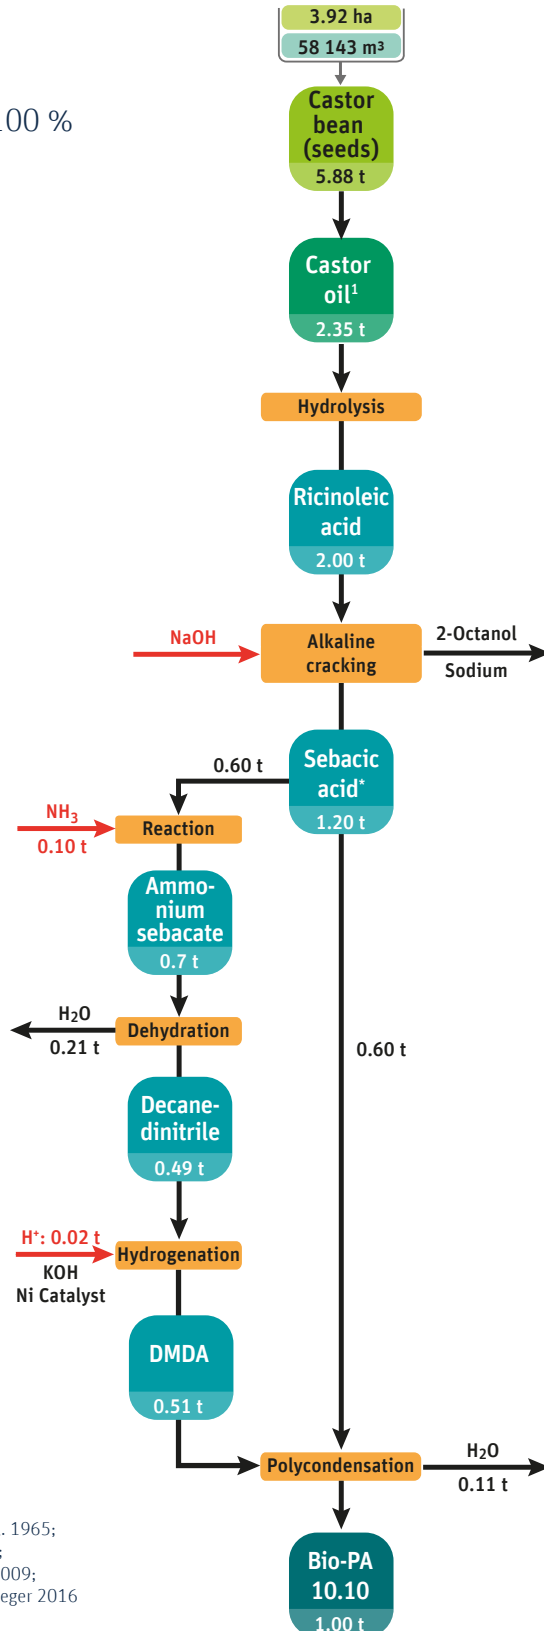 3.92 ha
58 143 m³
100 %
Castor
bean
(seeds)
5.88 t
Castor
oil¹
2.35 t
Hydrolysis
Ricinoleic
acid
2.00 t
NaOH
Alkaline
cracking
2-Octanol
Sodium
Sebacic
acid*
1.20 t
0.60 t
NH₃
0.10 t
Reaction
Ammo-
nium
sebacate
0.7 t
H₂O
0.21 t
Dehydration
0.60 t
Decane-
dinitrile
0.49 t
H⁺: 0.02 t
KOH
Ni Catalyst
Hydrogenation
DMDA
0.51 t
Polycondensation
H₂O
0.11 t
. 1965;
;
009;
eger 2016
Bio-PA
10.10
1.00 t